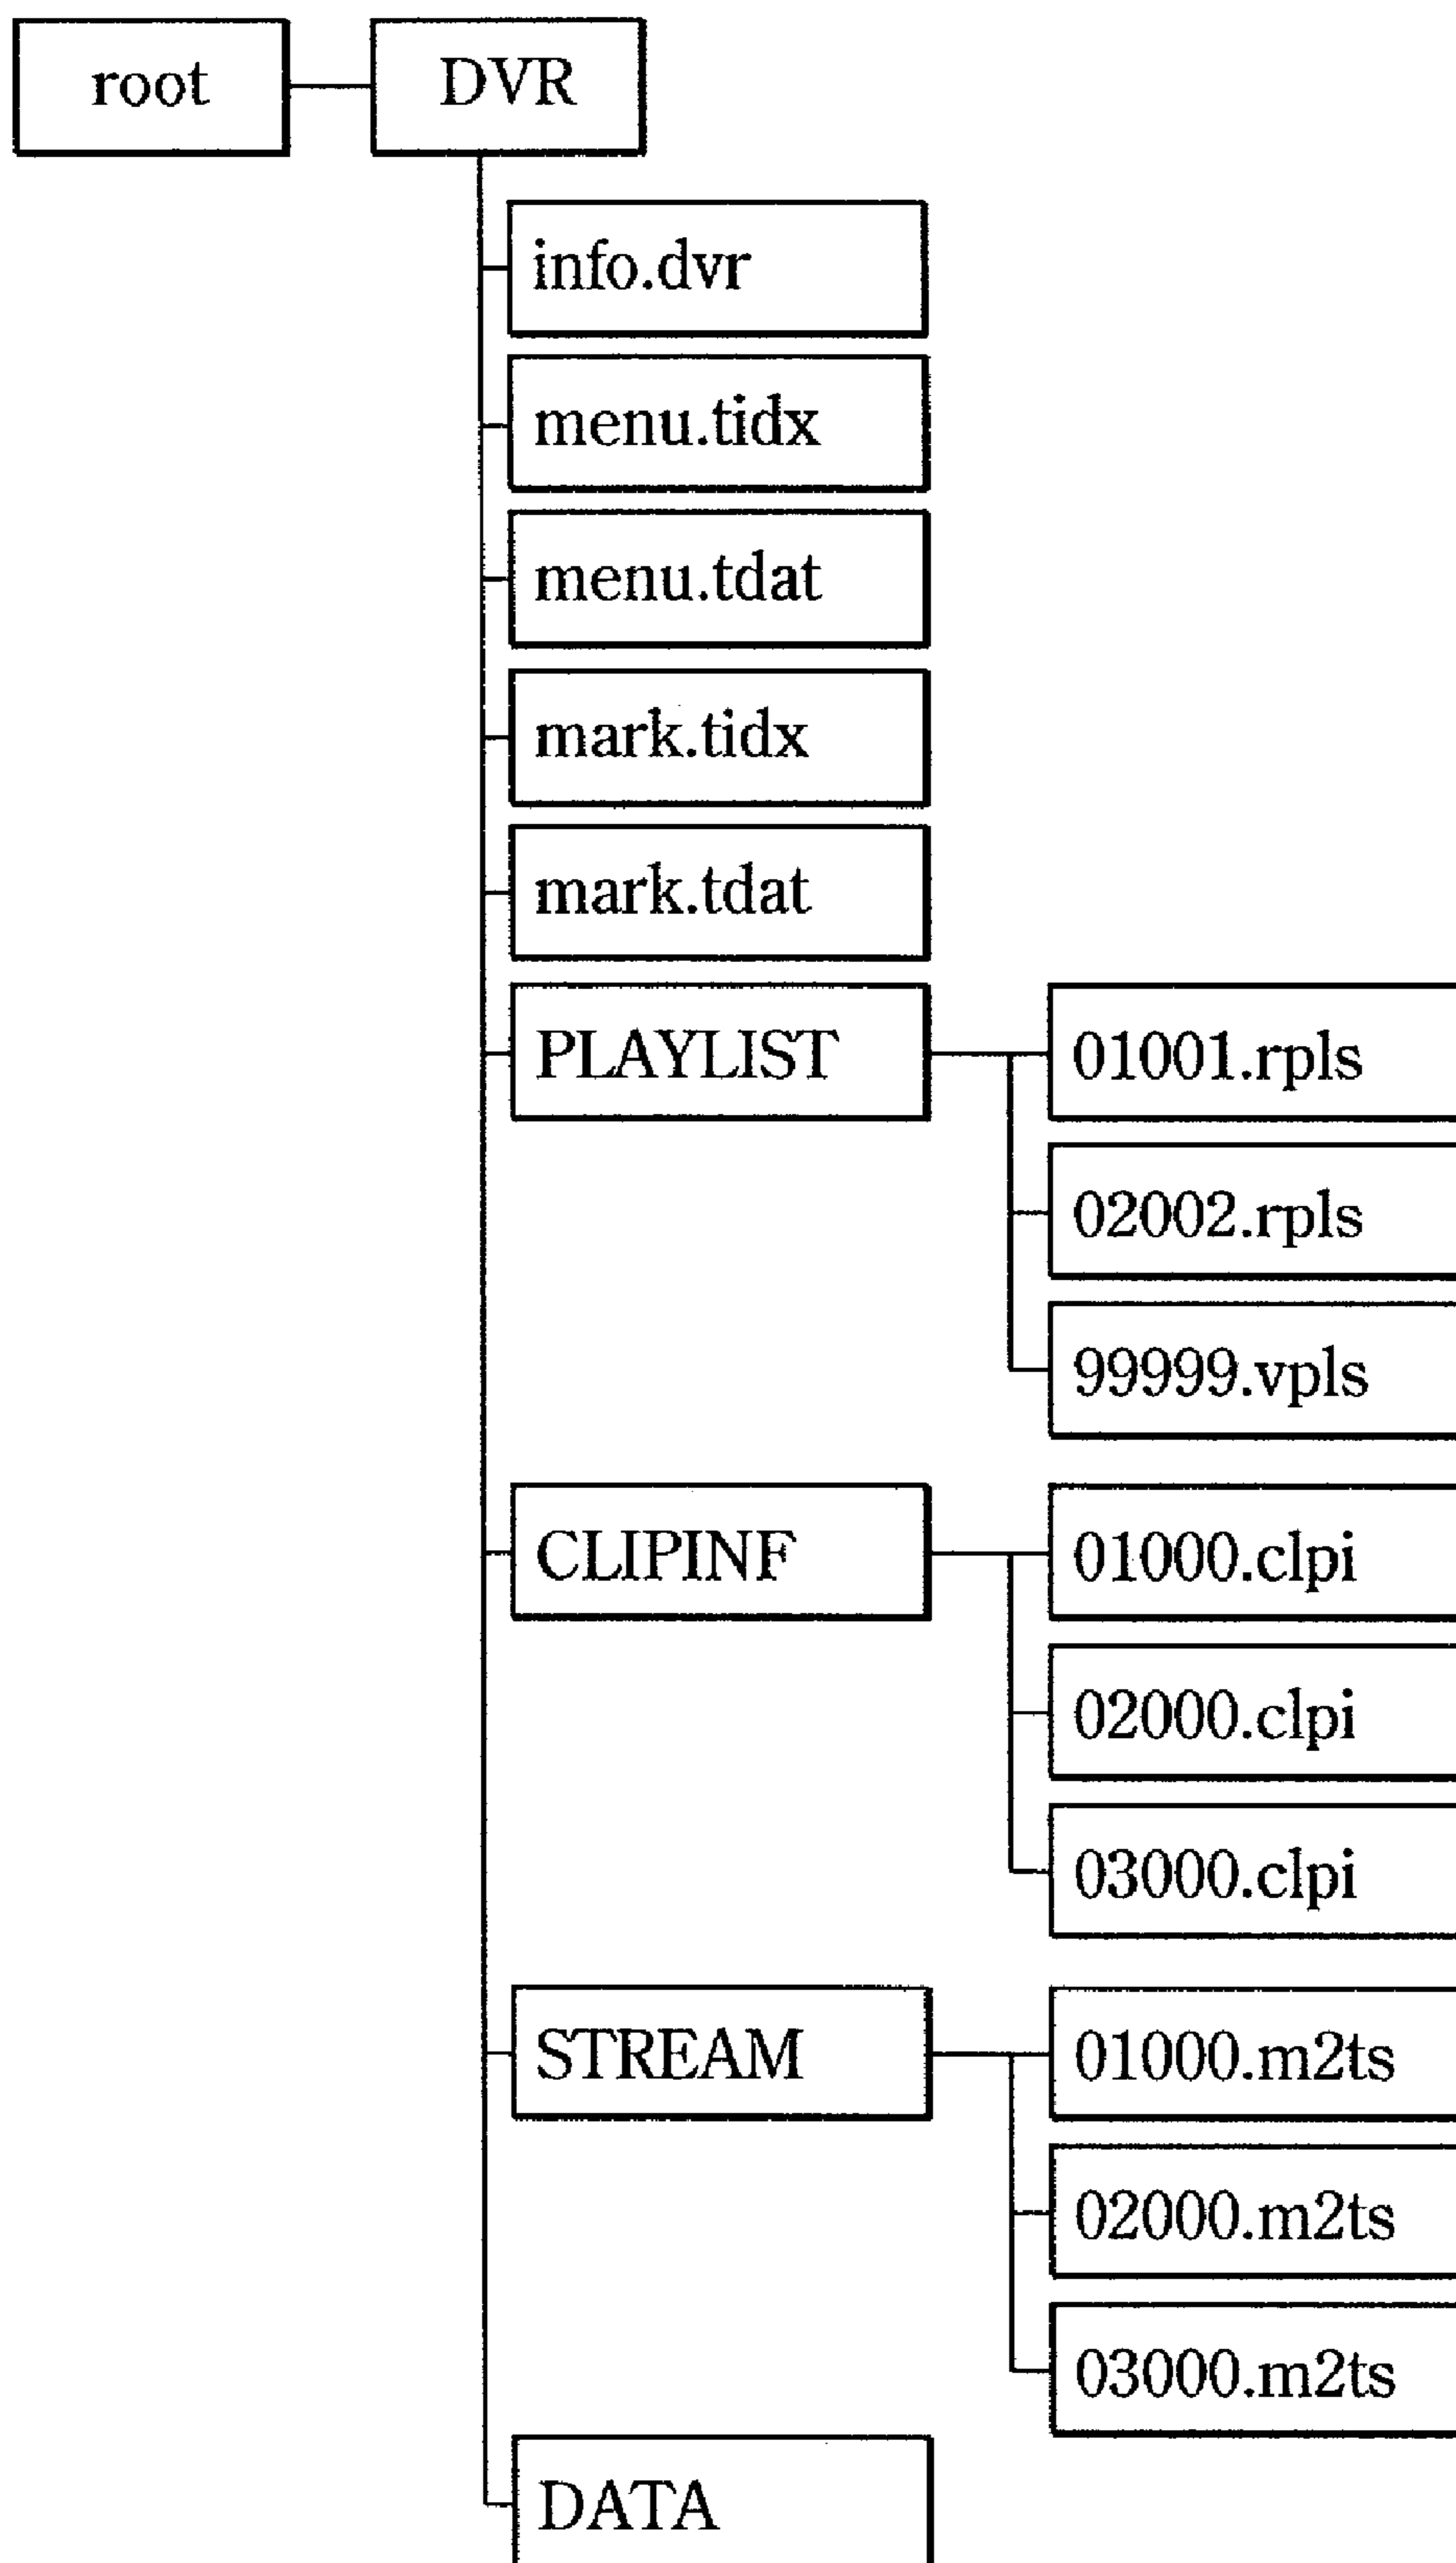 root
DVR
info.dvr
menu.tidx
menu.tdat
mark.tidx
mark.tdat
PLAYLIST
01001.rpls
02002.rpls
99999.vpls
CLIPINF
01000.clpi
02000.clpi
03000.clpi
STREAM
01000.m2ts
02000.m2ts
03000.m2ts
DATA